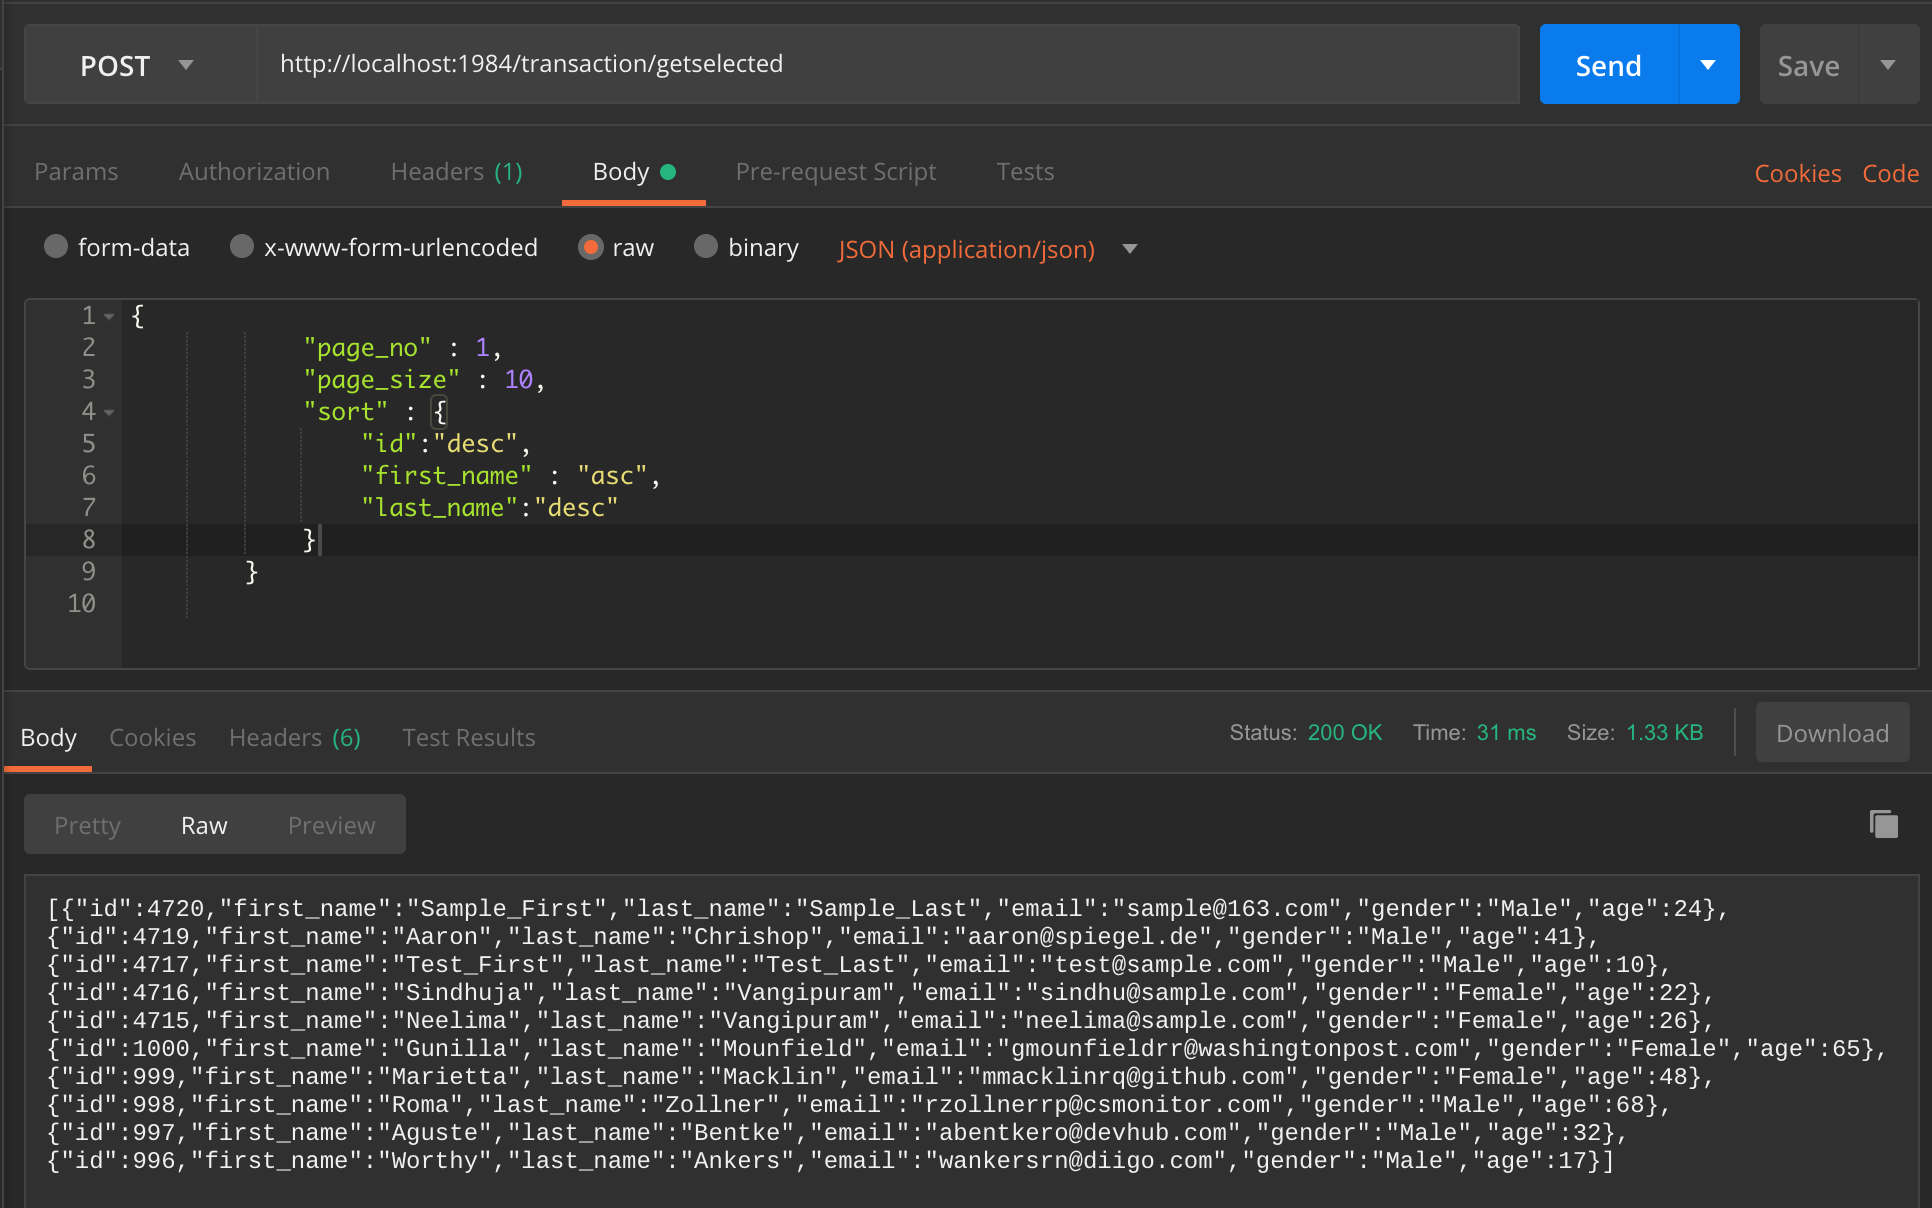 POST http://localhost:1984/transaction/getselected Send Save
Params Authorization Headers (1) Body Pre-request Script Tests Cookies Code
form-data x-www-form-urlencoded raw binary JSON (application/json)
1 {
2 "page_no" : 1,
3 "page_size" : 10,
4 "sort" : {
5 "id":"desc",
6 "first_name" : "asc",
7 "last_name":"desc"
8 }
9 }
10
Body Cookies Headers (6) Test Results Status: 200 OK Time: 31 ms Size: 1.33 KB Download
Pretty Raw Preview
[{"id":4720,"first_name":"Sample_First","last_name":"Sample_Last","email":"sample@163.com","gender":"Male","age":24},
{"id":4719,"first_name":"Aaron","last_name":"Chrishop","email":"aaron@spiegel.de","gender":"Male","age":41},
{"id":4717,"first_name":"Test_First","last_name":"Test_Last","email":"test@sample.com","gender":"Male","age":10},
{"id":4716,"first_name":"Sindhuja","last_name":"Vangipuram","email":"sindhu@sample.com","gender":"Female","age":22},
{"id":4715,"first_name":"Neelima","last_name":"Vangipuram","email":"neelima@sample.com","gender":"Female","age":26},
{"id":1000,"first_name":"Gunilla","last_name":"Mounfield","email":"gmounfieldrr@washingtonpost.com","gender":"Female","age":65},
{"id":999,"first_name":"Marietta","last_name":"Macklin","email":"mmacklinrq@github.com","gender":"Female","age":48},
{"id":998,"first_name":"Roma","last_name":"Zollner","email":"rzollnerrp@csmonitor.com","gender":"Male","age":68},
{"id":997,"first_name":"Aguste","last_name":"Bentke","email":"abentkero@devhub.com","gender":"Male","age":32},
{"id":996,"first_name":"Worthy","last_name":"Ankers","email":"wankersrn@diigo.com","gender":"Male","age":17}]